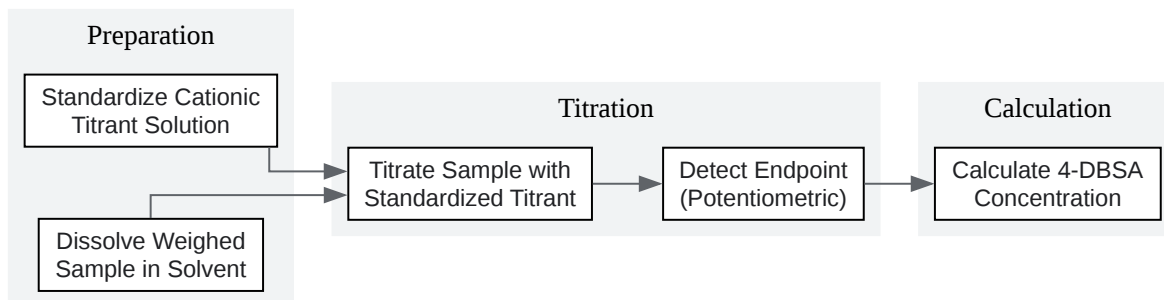 Preparation
Standardize Cationic
Titrant Solution
Dissolve Weighed
Sample in Solvent
Titration
Titrate Sample with
Standardized Titrant
Detect Endpoint
(Potentiometric)
Calculation
Calculate 4-DBSA
Concentration